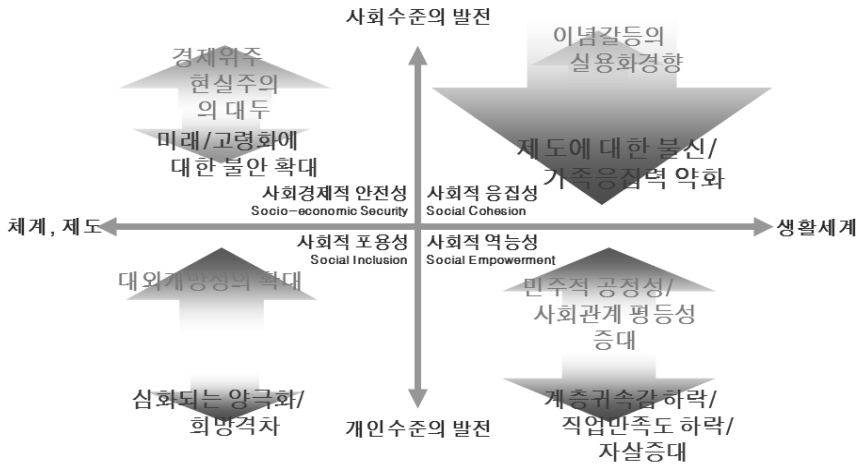 사회수준의 발전
경제위주
현실주의
의 대두
미래/고령화에
대한 불안 확대
이념갈등의
실용화경향
제도에 대한 불신/
가족응집력 약화
사회경제적 안전성
Socio-economic Security
사회적 응집성
Social Cohesion
체계, 제도
생활세계
사회적 포용성
Social Inclusion
사회적 역능성
Social Empowerment
대외개방성의 확대
심화되는 양극화/
희망격차
민주적 공정성/
사회관계 평등성
증대
계층귀속감 하락/
직업만족도 하락/
자살증대
개인수준의 발전